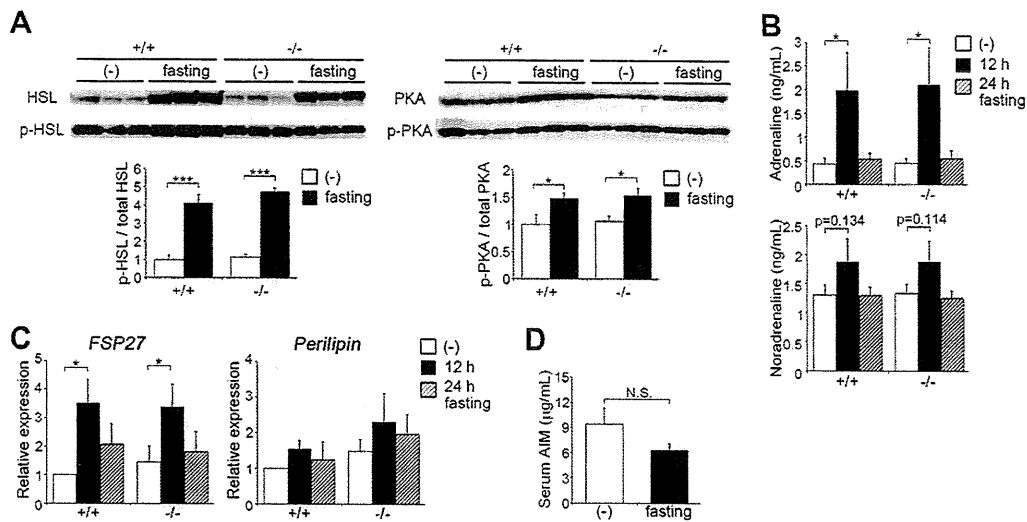 A
+/+
-/-
(-)
fasting
(-)
fasting
HSL
p-HSL
+/+
-/-
(-)
fasting
(-)
fasting
PKA
p-PKA
p-HSL / total HSL
6
5
4
3
2
1
0
***
***
(-)
fasting
+/+
-/-
p-PKA / total PKA
2
1.5
1
0.5
0
*
*
(-)
fasting
+/+
-/-
B
(-)
12 h
24 h
fasting
Adrenaline (ng/mL)
3
2.5
2
1.5
1
0.5
0
*
*
+/+
-/-
Noradrenaline (ng/mL)
2.5
2
1.5
1
0.5
0
p=0.134
p=0.114
+/+
-/-
C
FSP27
Relative expression
5
4
3
2
1
0
*
*
+/+
-/-
Perilipin
Relative expression
4
3
2
1
0
+/+
-/-
(-)
12 h
24 h
fasting
D
Serum AIM (μg/mL)
15
12
9
6
3
0
N.S.
(-)
fasting